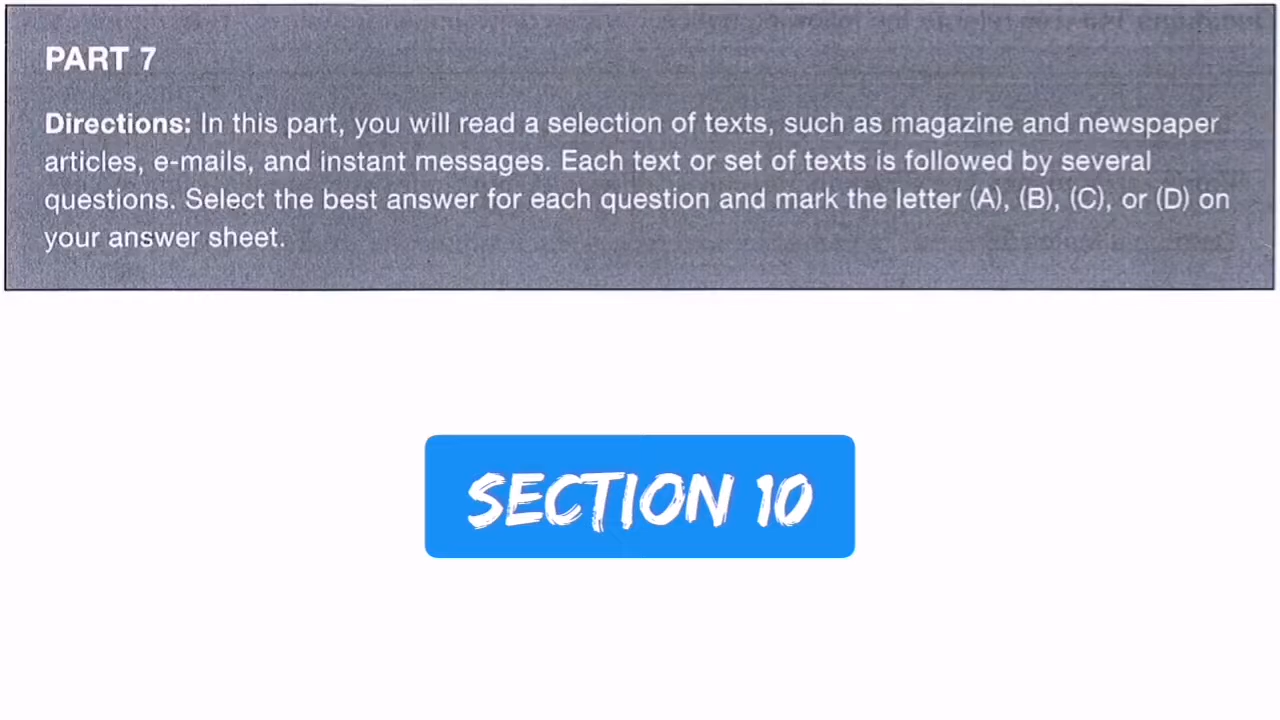 PART 7
Directions: In this part, you will read a selection of texts, such as magazine and newspaper
articles, e-mails, and instant messages. Each text or set of texts is followed by several
questions. Select the best answer for each question and mark the letter (A), (B), (C), or (D) on
your answer sheet.
SECTION 10